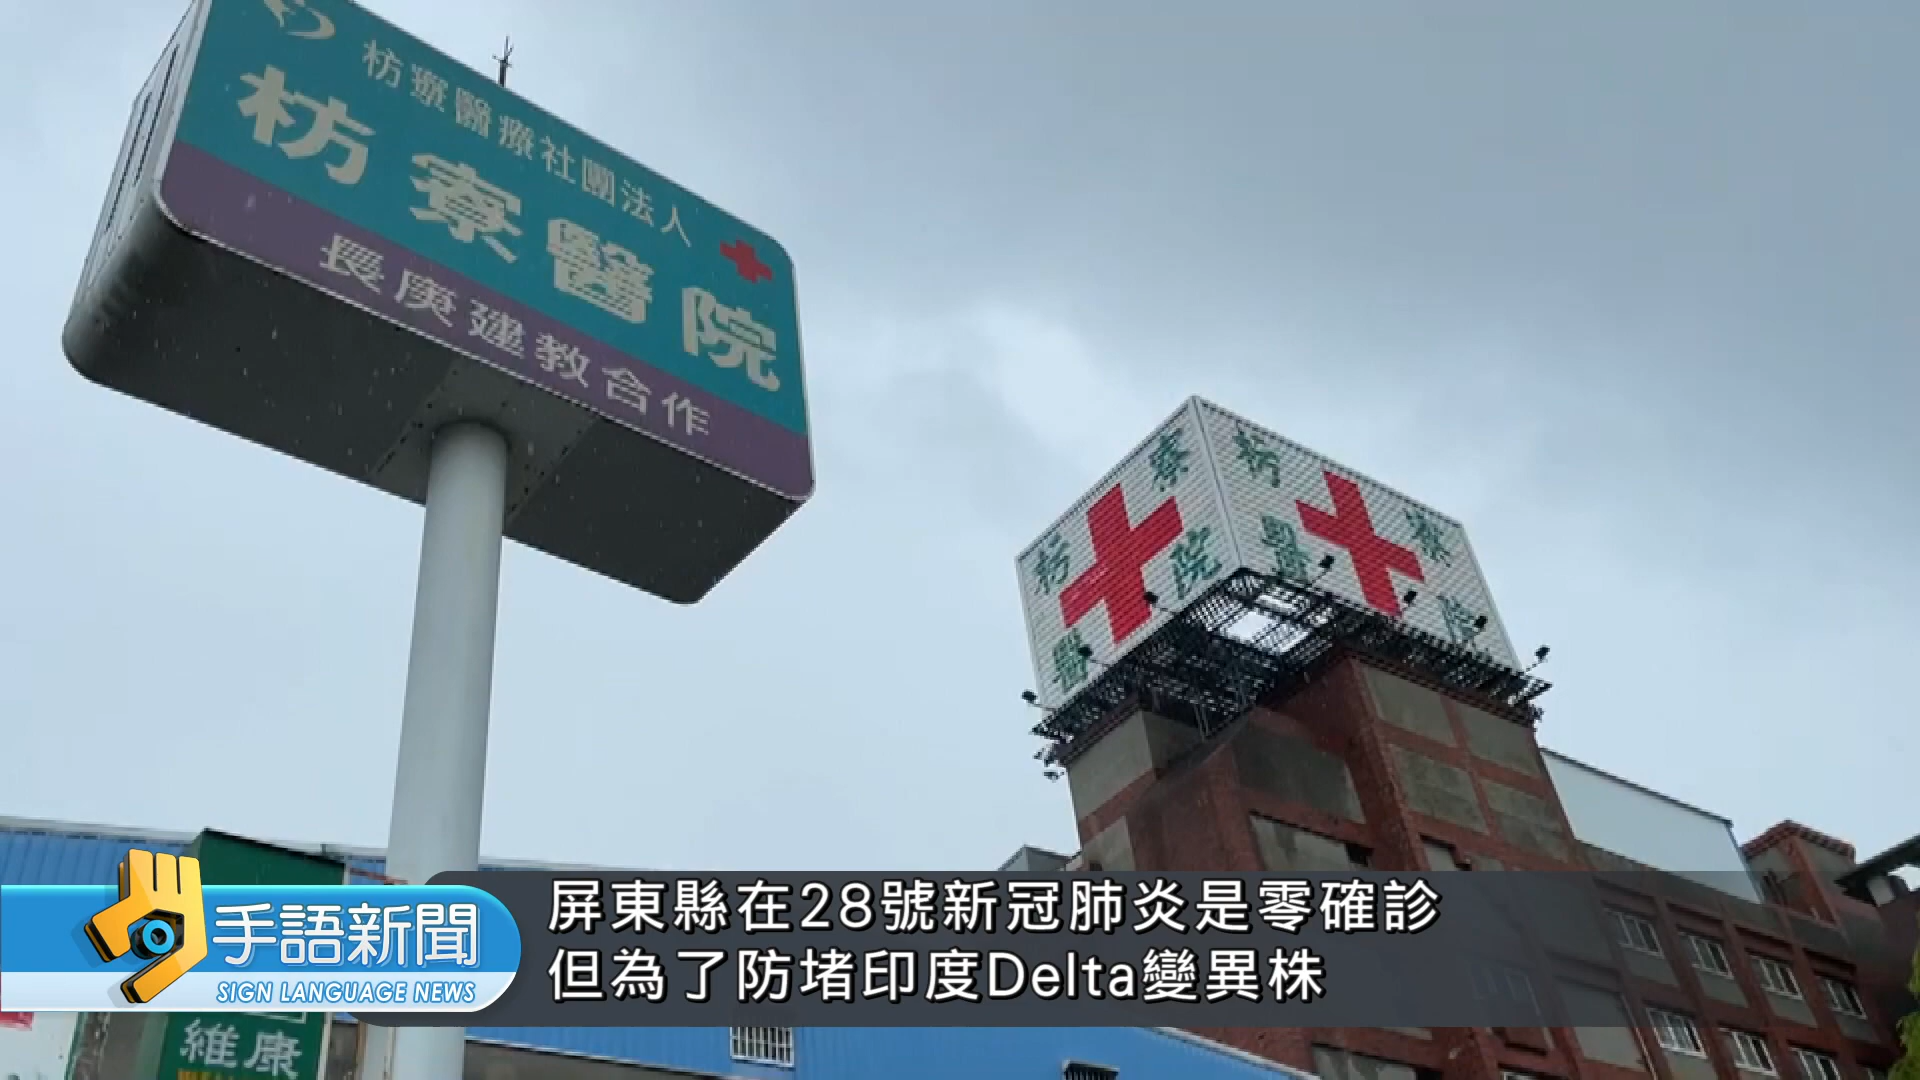 枋寮醫療社團法人
枋寮醫院
長庚建教合作
枋寮
醫院
枋寮
醫院
手語新聞
SIGN LANGUAGE NEWS
屏東縣在28號新冠肺炎是零確診
但為了防堵印度Delta變異株
維康